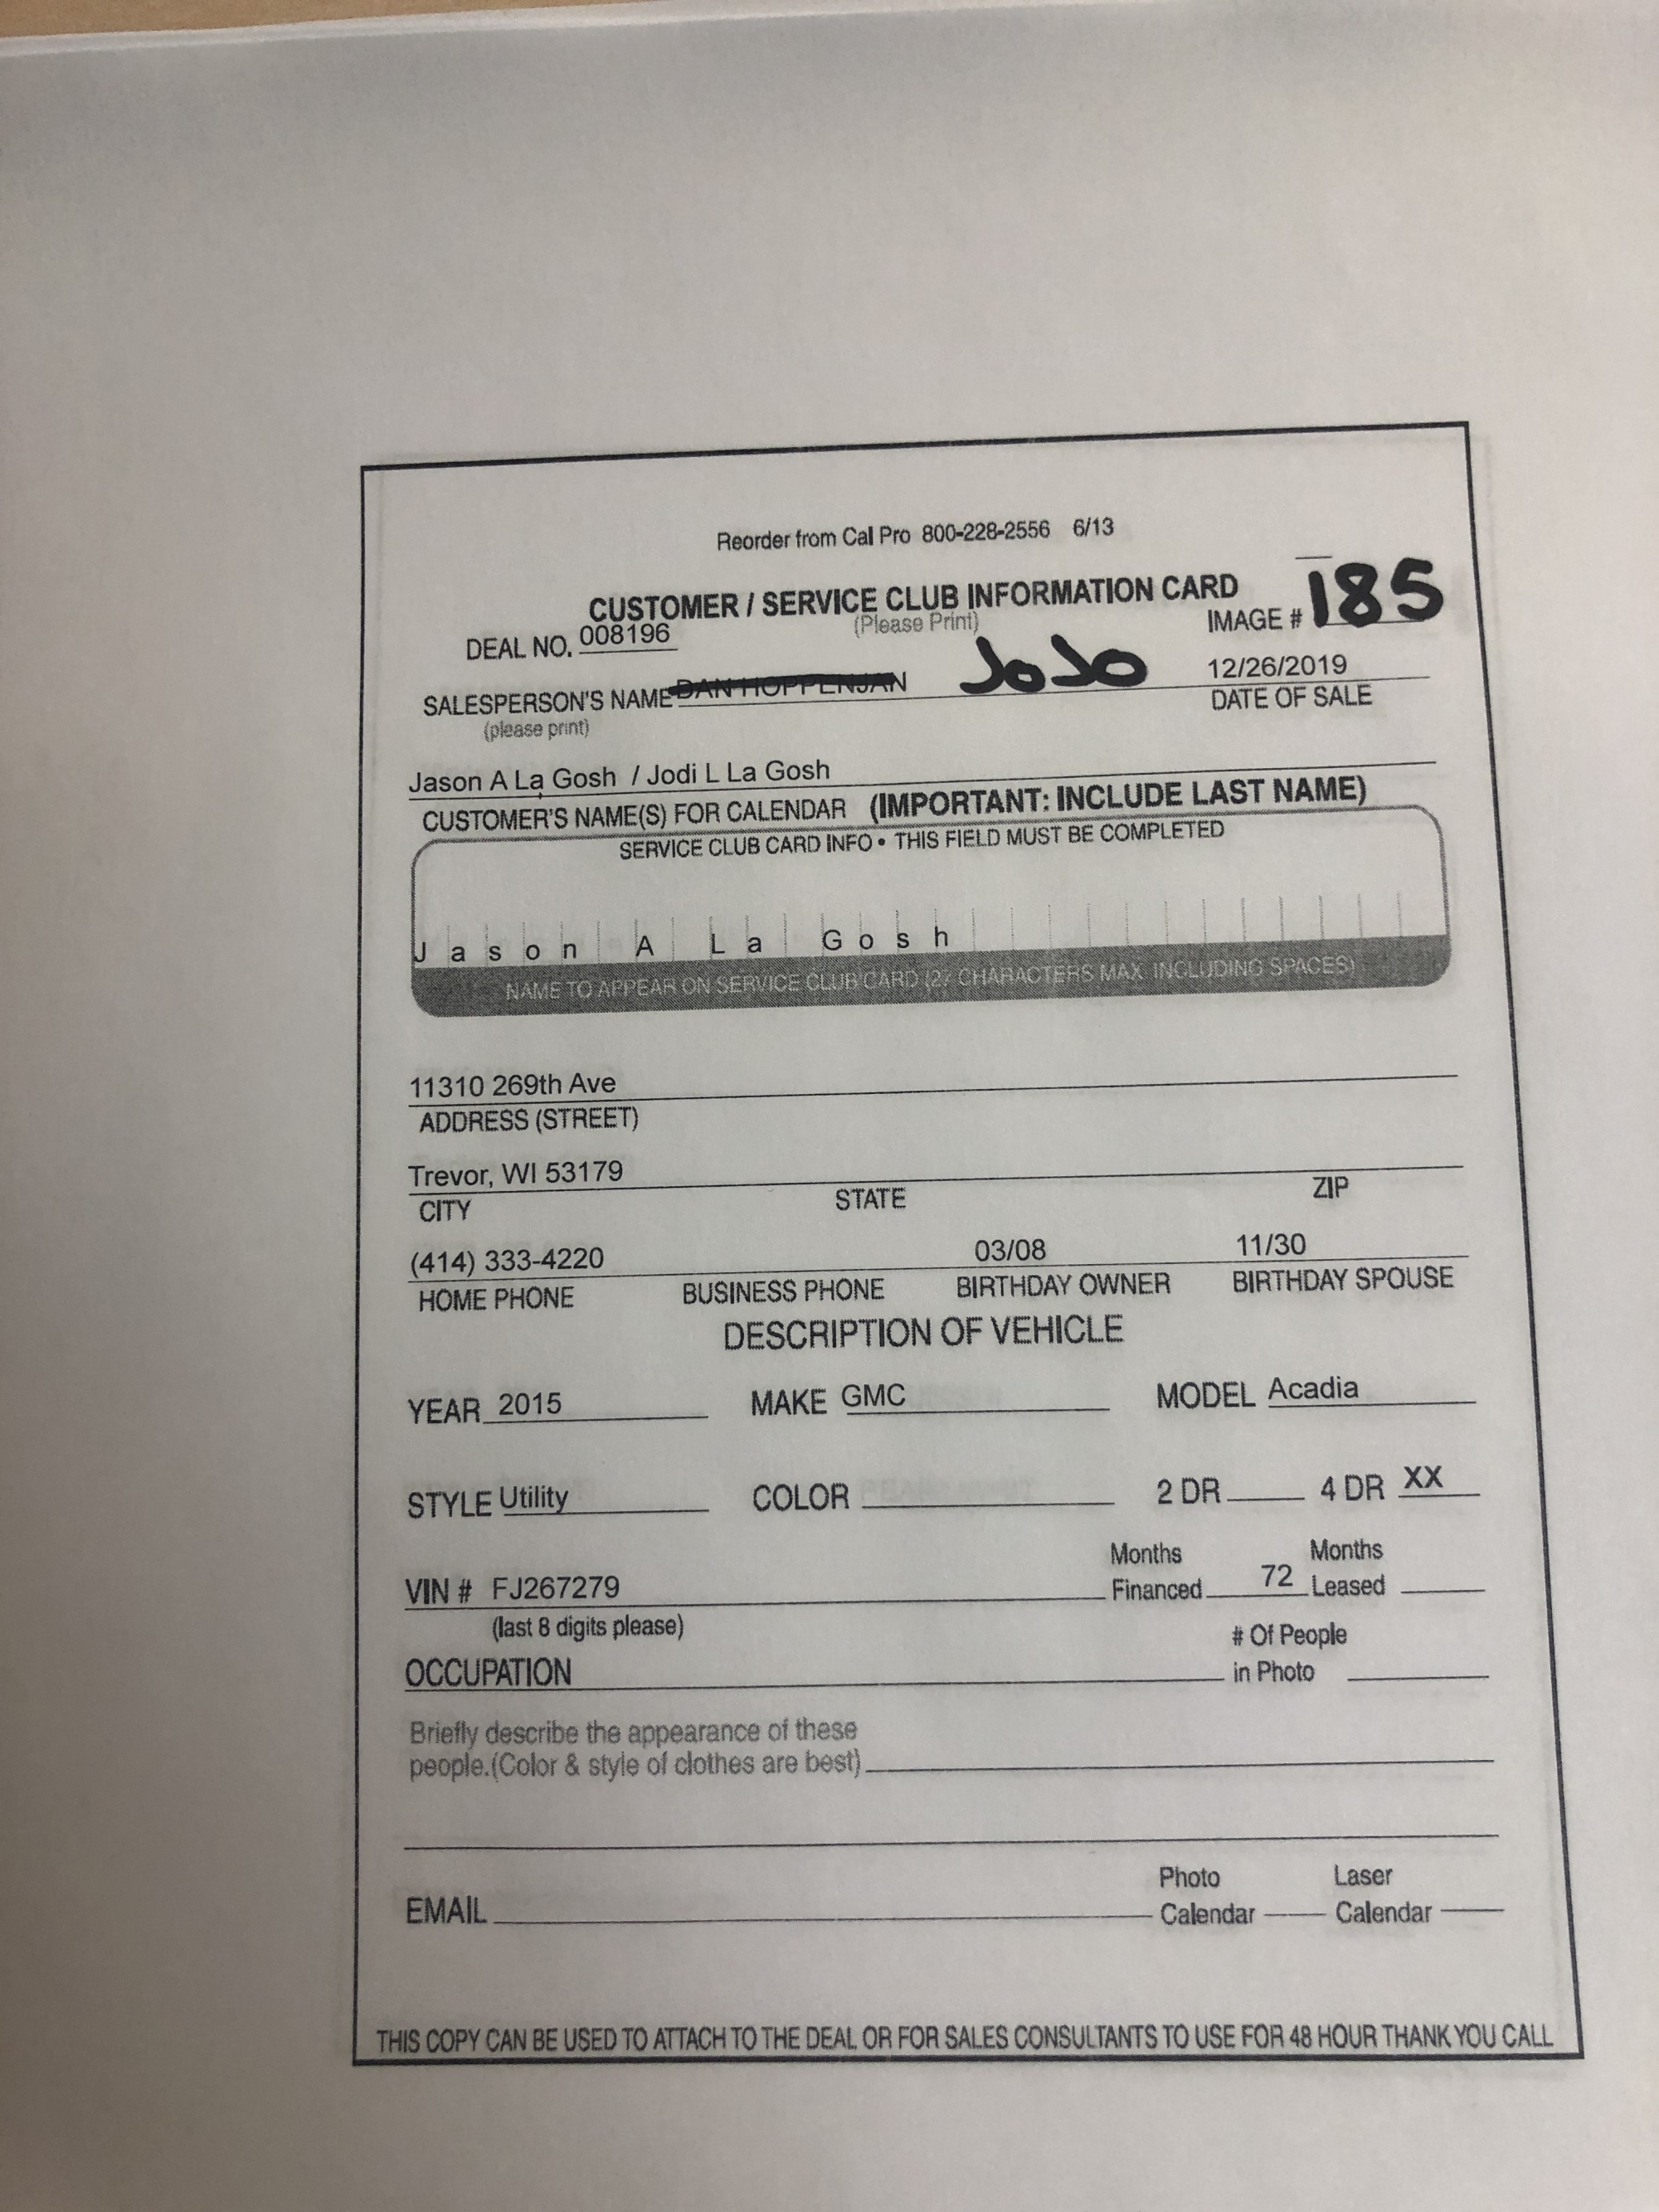 Reorder from Cal Pro 800-228-2556 6/13
CUSTOMER / SERVICE CLUB INFORMATION CARD
(Please Print)
IMAGE # 185
DEAL NO. 008196
SALESPERSON'S NAME DAN HOPPENJAN JoJo 12/26/2019
(please print) DATE OF SALE
Jason A La Gosh / Jodi L La Gosh
CUSTOMER'S NAME(S) FOR CALENDAR (IMPORTANT: INCLUDE LAST NAME)
SERVICE CLUB CARD INFO • THIS FIELD MUST BE COMPLETED
Jason A La Gosh
NAME TO APPEAR ON SERVICE CLUB CARD (27 CHARACTERS MAX INCLUDING SPACES)
11310 269th Ave
ADDRESS (STREET)
Trevor, WI 53179
CITY STATE ZIP
(414) 333-4220 03/08 11/30
HOME PHONE BUSINESS PHONE BIRTHDAY OWNER BIRTHDAY SPOUSE
DESCRIPTION OF VEHICLE
YEAR 2015 MAKE GMC MODEL Acadia
STYLE Utility COLOR 2 DR 4 DR XX
Months Months
VIN # FJ267279 Financed 72 Leased
(last 8 digits please) # Of People
OCCUPATION in Photo
Briefly describe the appearance of these
people.(Color & style of clothes are best)
Photo Laser
EMAIL Calendar Calendar
THIS COPY CAN BE USED TO ATTACH TO THE DEAL OR FOR SALES CONSULTANTS TO USE FOR 48 HOUR THANK YOU CALL